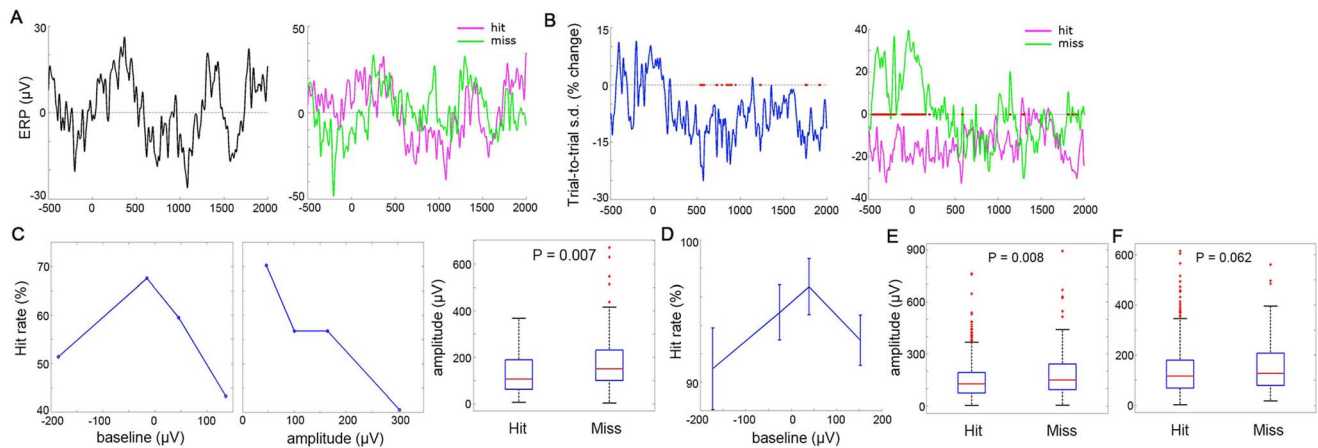 A
ERP (µV)
30
0
-30
-500 0 500 1000 1500 2000
50
0
-50
-500 0 500 1000 1500 2000
hit
miss
B
Trial-to-trial s.d. (% change)
15
0
-15
-30
-500 0 500 1000 1500 2000
40
20
0
-20
-40
-500 0 500 1000 1500 2000
hit
miss
C
Hit rate (%)
70
60
50
40
-200 -100 0 100
baseline (µV)
0 100 200 300
amplitude (µV)
amplitude (µV)
600
400
200
0
P = 0.007
Hit Miss
D
Hit rate (%)
100
90
-200 -100 0 100 200
baseline (µV)
E
amplitude (µV)
900
600
300
0
P = 0.008
Hit Miss
F
600
400
200
0
P = 0.062
Hit Miss